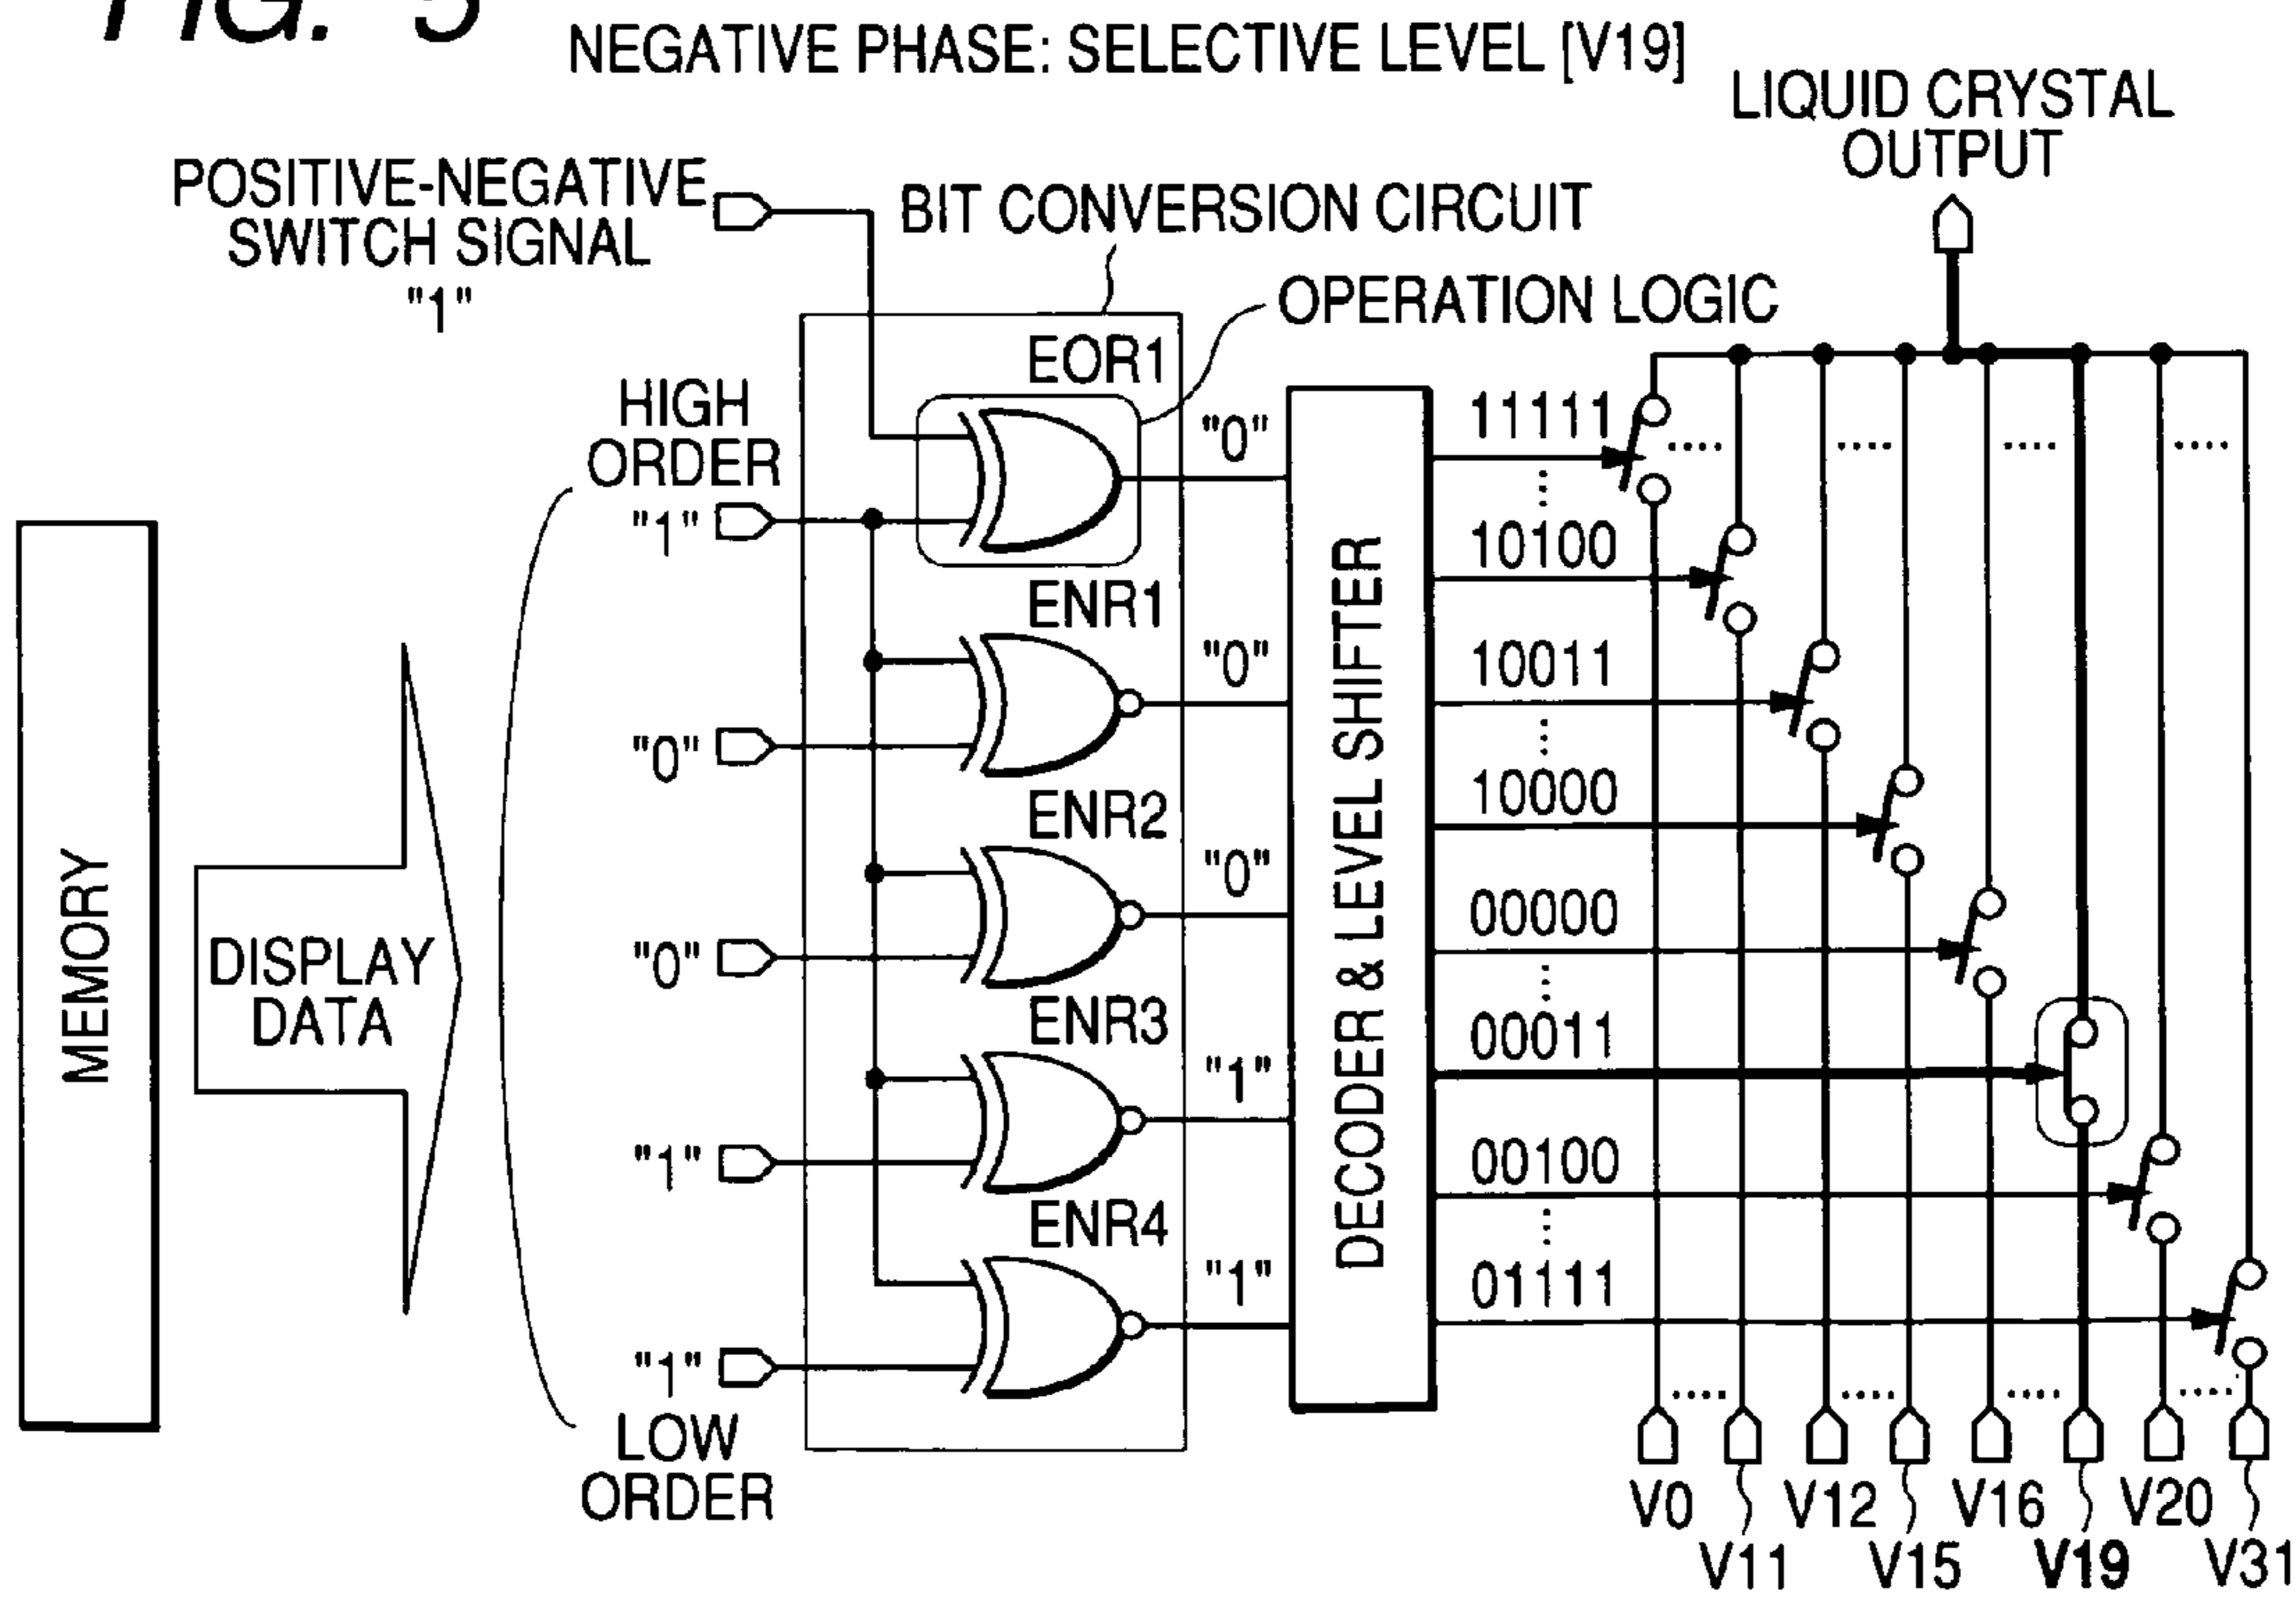 FIG. 5
NEGATIVE PHASE: SELECTIVE LEVEL [V19]
LIQUID CRYSTAL
OUTPUT
POSITIVE-NEGATIVE
SWITCH SIGNAL
"1"
BIT CONVERSION CIRCUIT
OPERATION LOGIC
HIGH
ORDER
"1"
"0"
"0"
"1"
"1"
LOW
ORDER
MEMORY
DISPLAY
DATA
EOR1
ENR1
ENR2
ENR3
ENR4
"0"
"0"
"0"
"1"
"1"
DECODER & LEVEL SHIFTER
11111
10100
10011
10000
00000
00011
00100
01111
V0
V11
V12
V15
V16
V19
V20
V31